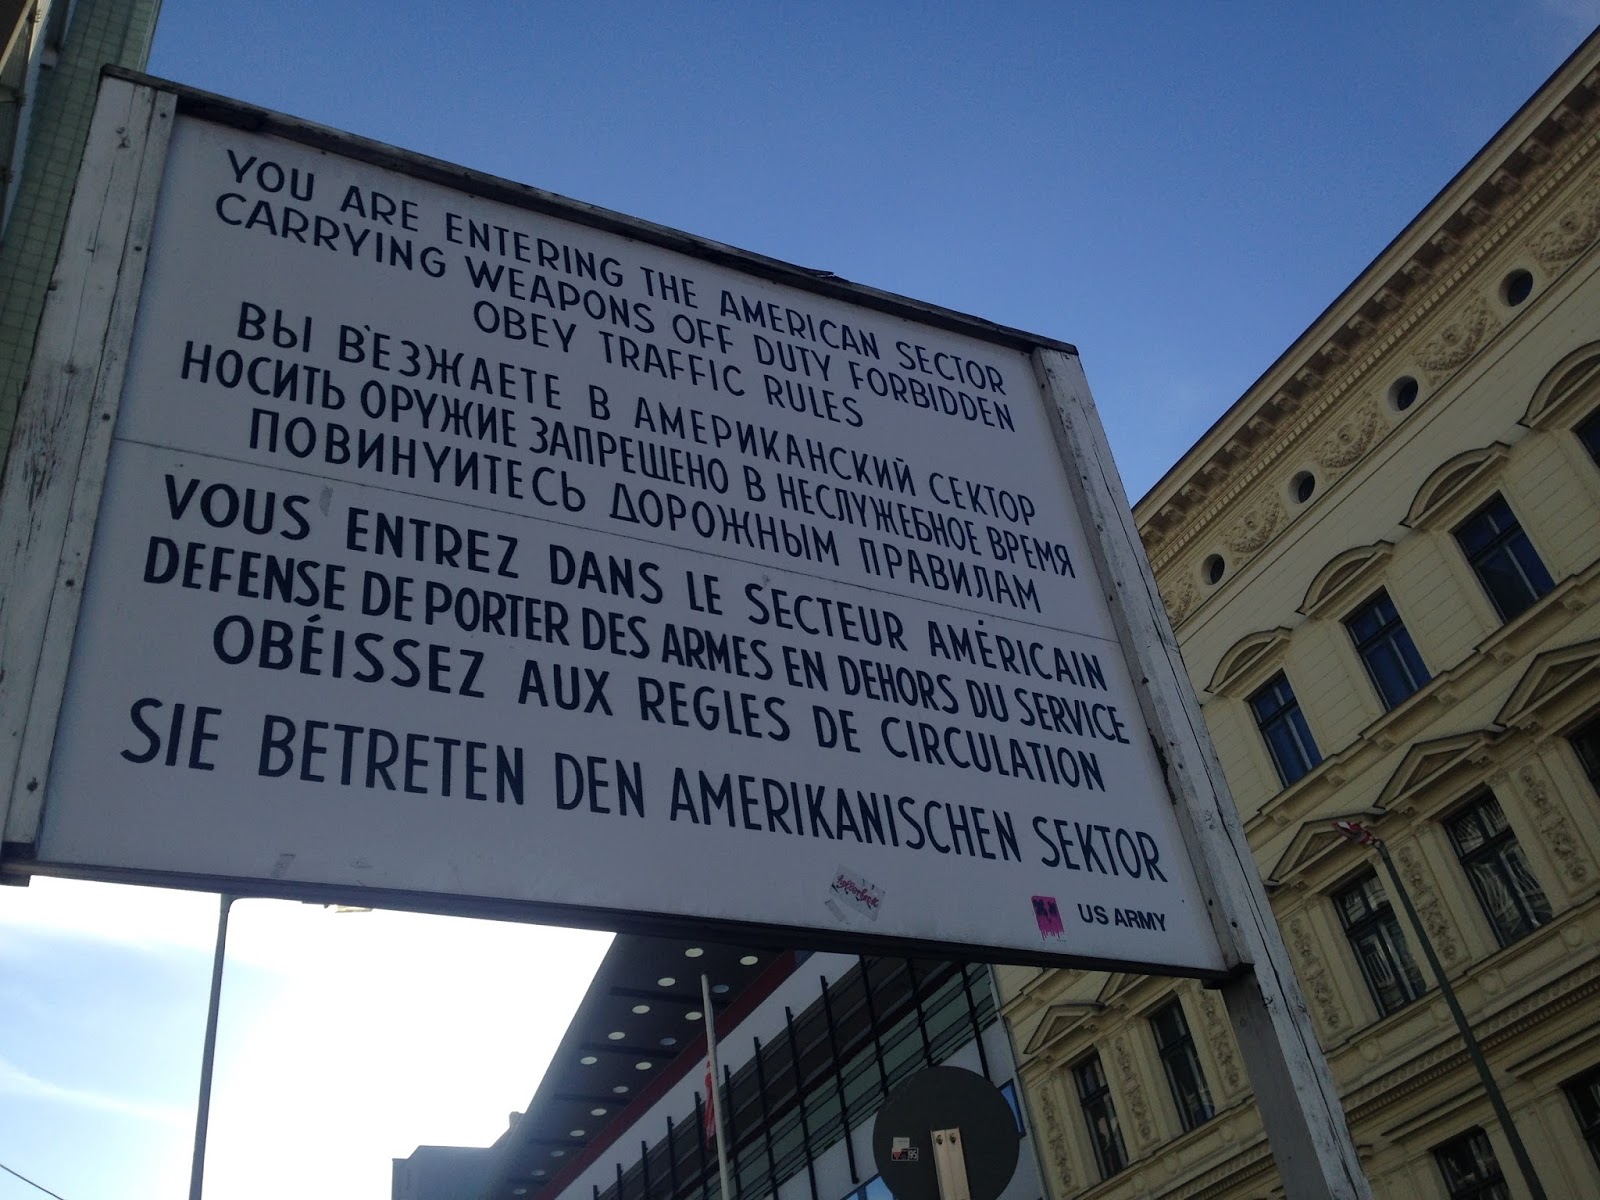 YOU ARE ENTERING THE AMERICAN SECTOR
CARRYING WEAPONS OFF DUTY FORBIDDEN
OBEY TRAFFIC RULES
ВЫ ВЪЕЗЖАЕТЕ В АМЕРИКАНСКИЙ СЕКТОР
НОСИТЬ ОРУЖИЕ ЗАПРЕЩЕНО В НЕСЛУЖЕБНОЕ ВРЕМЯ
ПОВИНУИТЕСЬ ДОРОЖНЫМ ПРАВИЛАМ
VOUS ENTREZ DANS LE SECTEUR AMÉRICAIN
DEFENSE DE PORTER DES ARMES EN DEHORS DU SERVICE
OBÉISSEZ AUX REGLES DE CIRCULATION
SIE BETRETEN DEN AMERIKANISCHEN SEKTOR
US ARMY